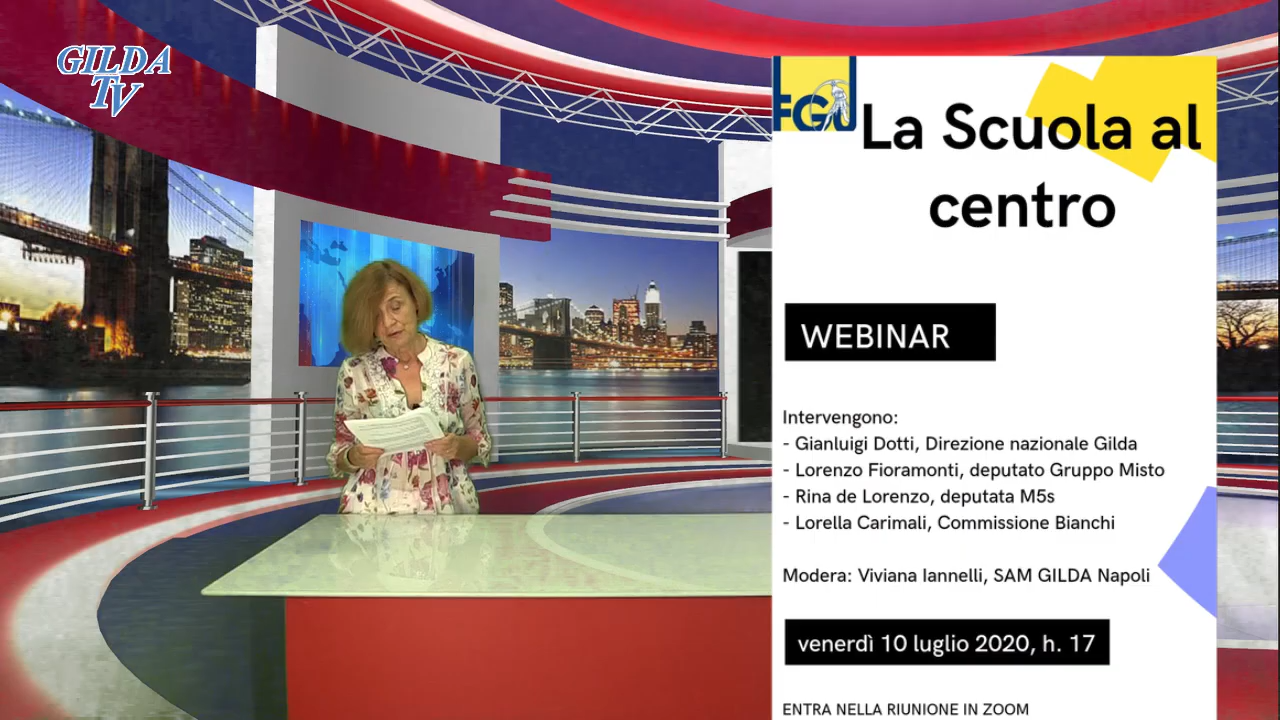 GILDA
TV
FGU
La Scuola al
centro
WEBINAR
Intervengono:
- Gianluigi Dotti, Direzione nazionale Gilda
- Lorenzo Fioramonti, deputato Gruppo Misto
- Rina de Lorenzo, deputata M5s
- Lorella Carimali, Commissione Bianchi
Modera: Viviana Iannelli, SAM GILDA Napoli
venerdì 10 luglio 2020, h. 17
ENTRA NELLA RIUNIONE IN ZOOM